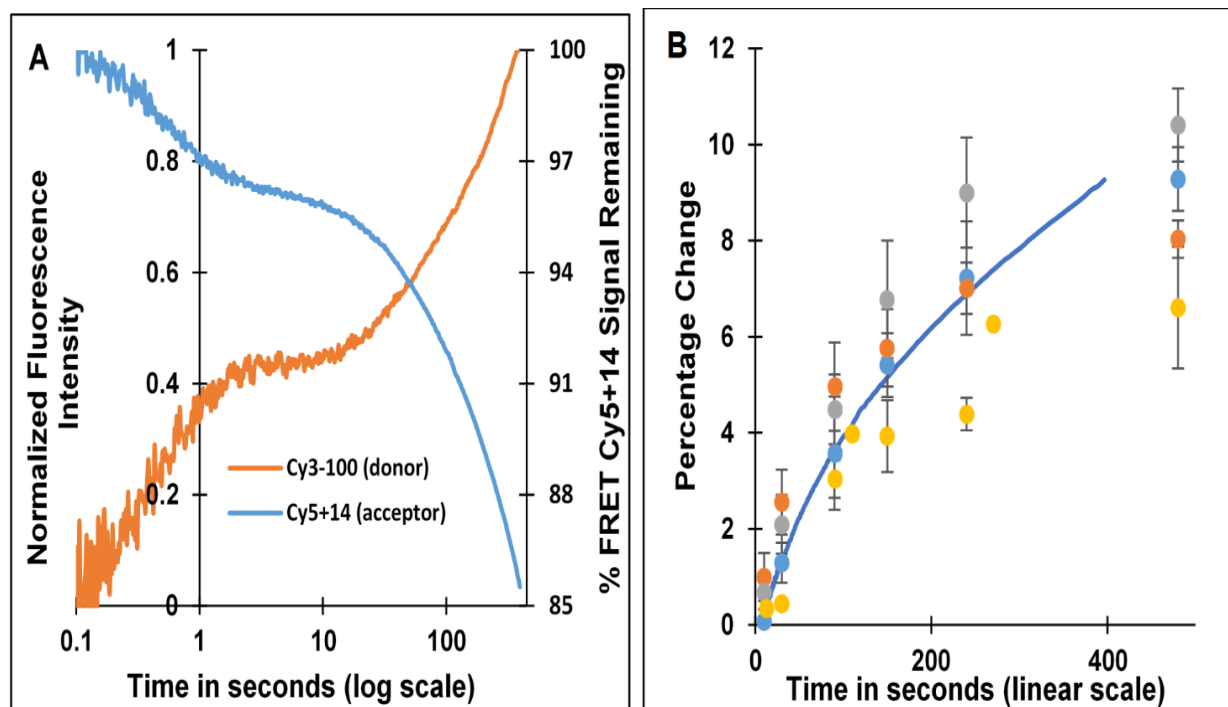 A
Normalized Fluorescence
Intensity
1
0.8
0.6
0.4
0.2
0
100
97
94
91
88
85
% FRET Cy5+14 Signal Remaining
Cy3-100 (donor)
Cy5+14 (acceptor)
0.1
1
10
100
Time in seconds (log scale)
B
Percentage Change
12
10
8
6
4
2
0
0
200
400
Time in seconds (linear scale)